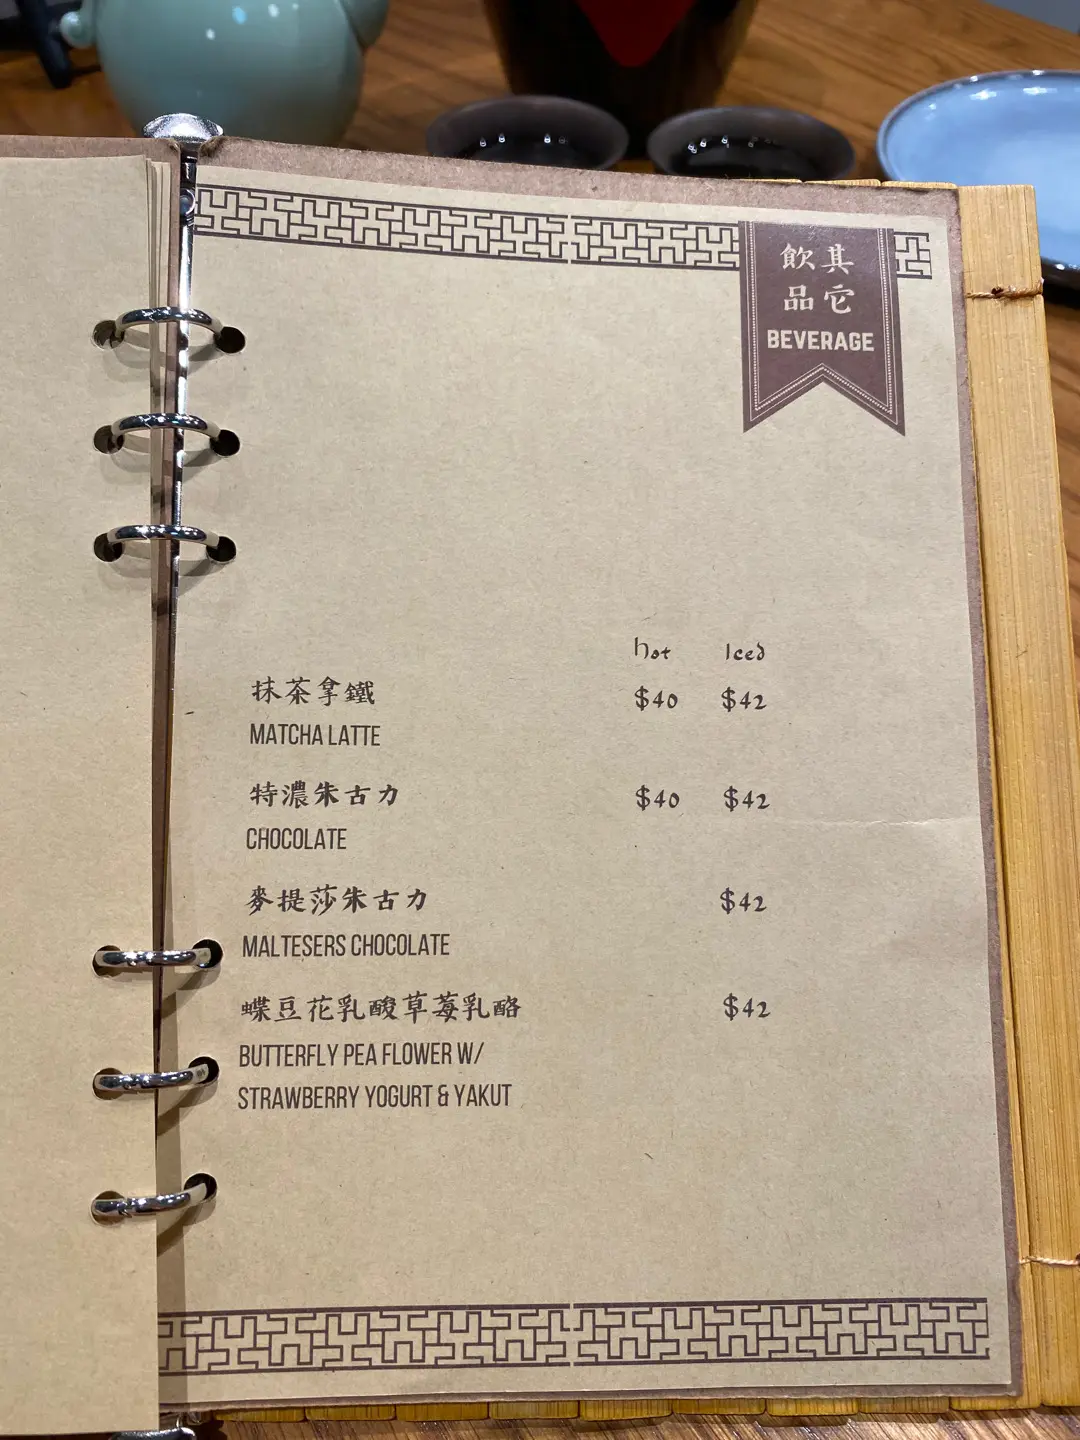 其它
飲品
BEVERAGE
hot Iced
抹茶拿鐵 $40 $42
MATCHA LATTE
特濃朱古力 $40 $42
CHOCOLATE
麥提莎朱古力 $42
MALTESERS CHOCOLATE
蝶豆花乳酸草莓乳酪 $42
BUTTERFLY PEA FLOWER W/
STRAWBERRY YOGURT & YAKUT